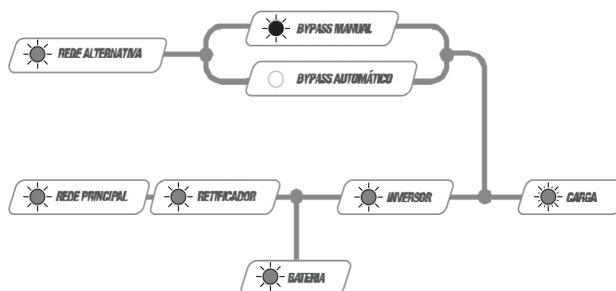 BYPASS MANUAL
REDE ALTERNATIVA
BYPASS AUTOMÁTICO
REDE PRINCIPAL
RETIFICADOR
INVERSOR
CARGA
BATERIA